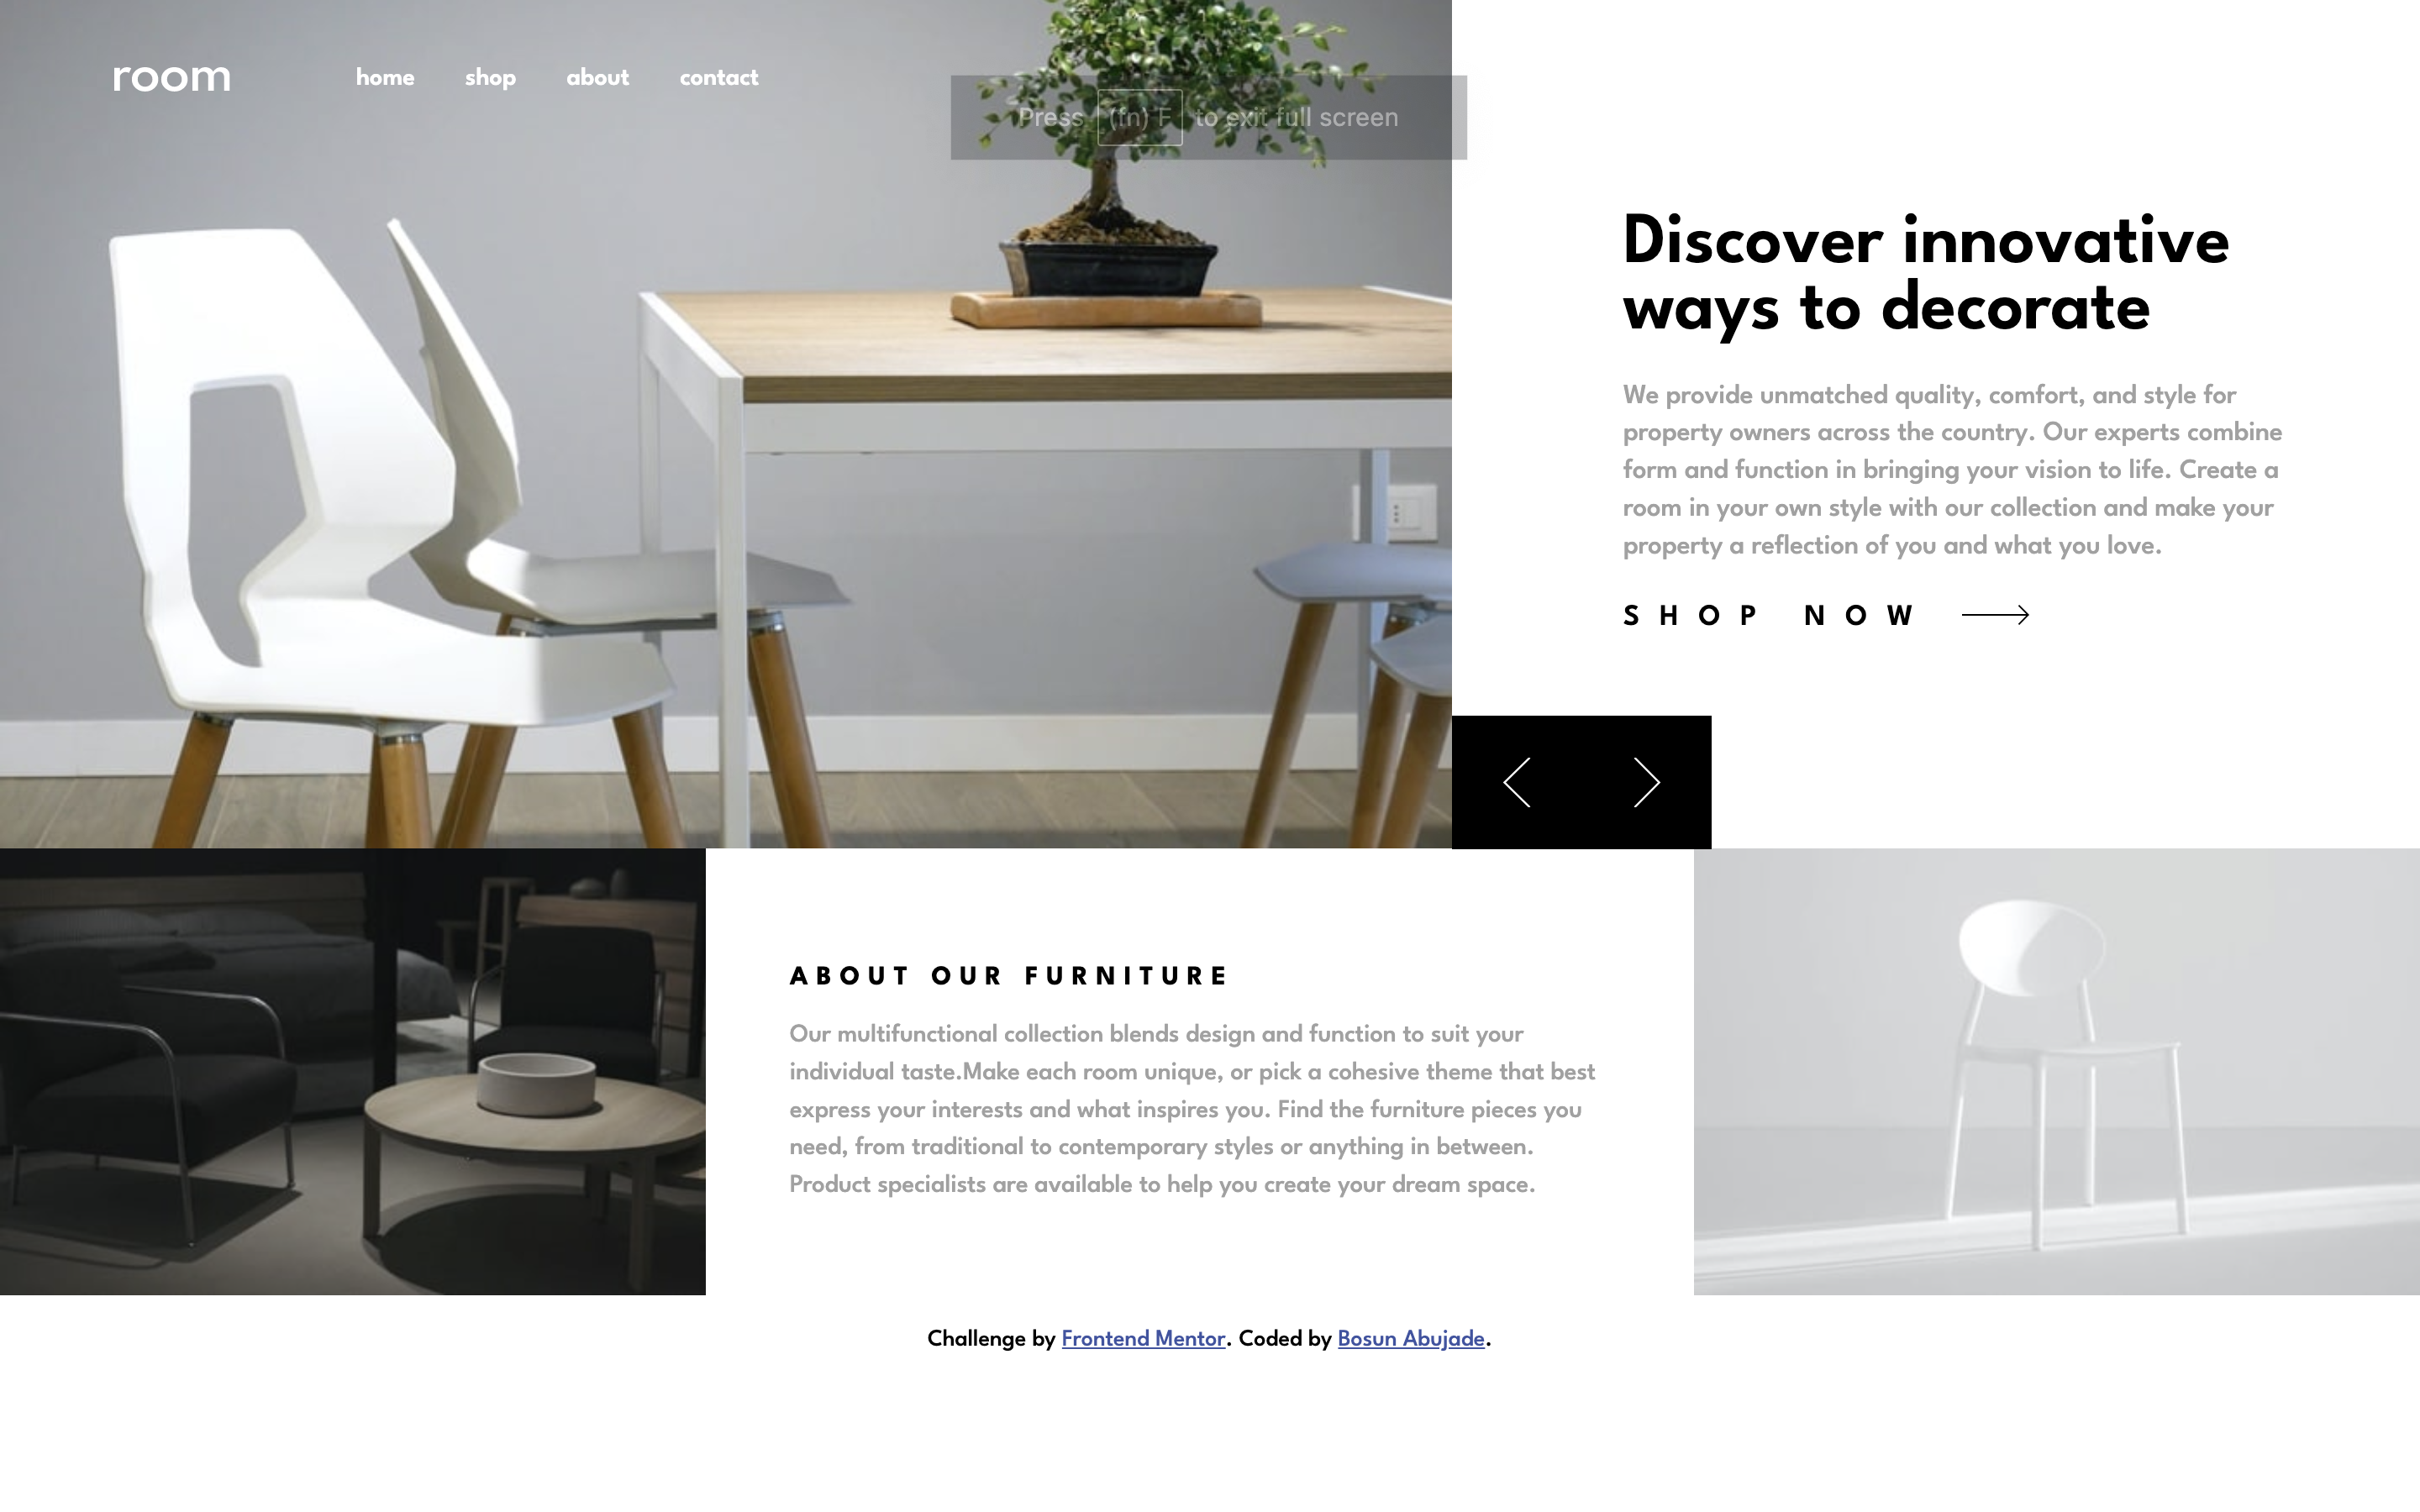 room
home shop about contact
Press (fn) F to exit full screen
Discover innovative
ways to decorate
We provide unmatched quality, comfort, and style for
property owners across the country. Our experts combine
form and function in bringing your vision to life. Create a
room in your own style with our collection and make your
property a reflection of you and what you love.
SHOP NOW
ABOUT OUR FURNITURE
Our multifunctional collection blends design and function to suit your
individual taste.Make each room unique, or pick a cohesive theme that best
express your interests and what inspires you. Find the furniture pieces you
need, from traditional to contemporary styles or anything in between.
Product specialists are available to help you create your dream space.
Challenge by Frontend Mentor. Coded by Bosun Abujade.